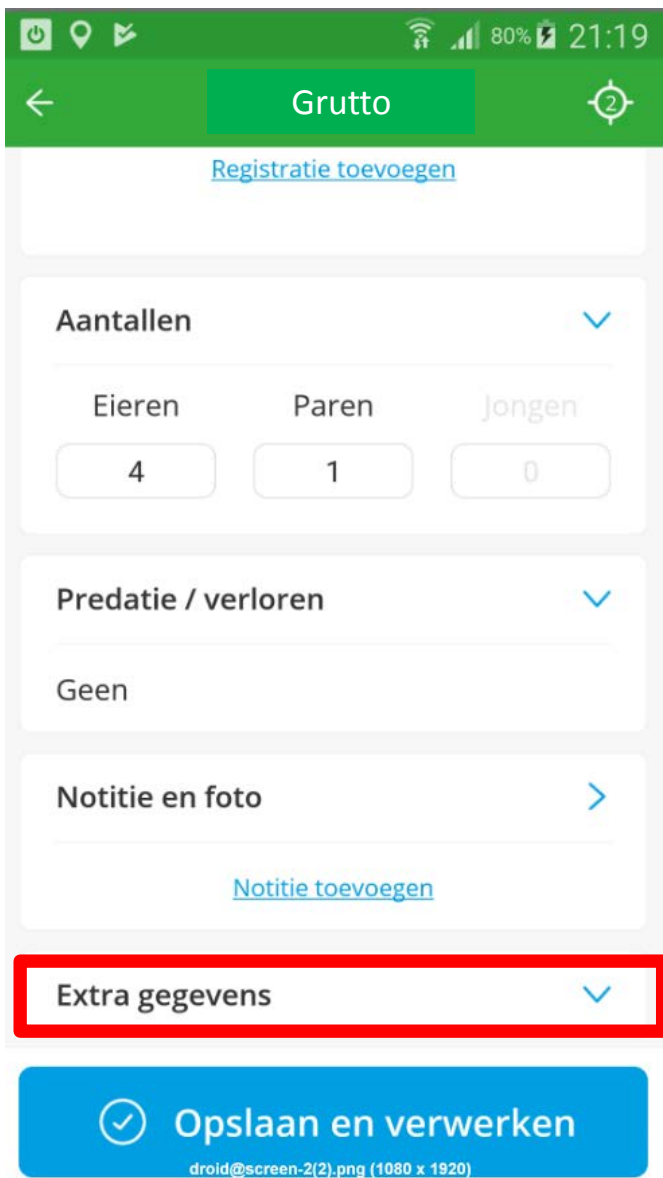 80% 21:19
Grutto
2
Registratie toevoegen
Aantallen
Eieren Paren Jongen
4 1 0
Predatie / verloren
Geen
Notitie en foto
Notitie toevoegen
Extra gegevens
Opslaan en verwerken
droid@screen-2(2).png (1080 x 1920)